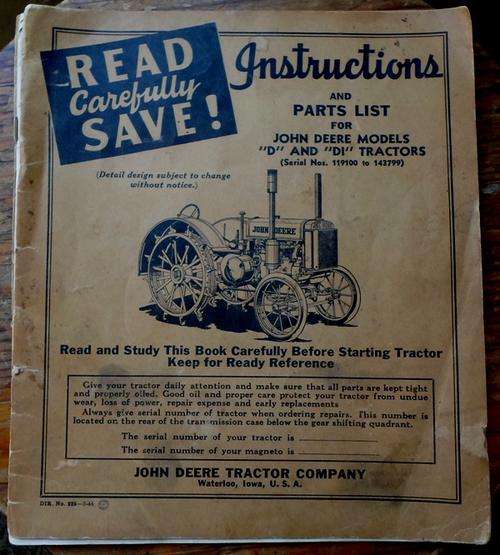 READ
Carefully
SAVE!
Instructions
AND
PARTS LIST
FOR
JOHN DEERE MODELS
"D" AND "DI" TRACTORS
(Serial Nos. 119100 to 143799)
(Detail design subject to change
without notice.)
JOHN DEERE
Read and Study This Book Carefully Before Starting Tractor
Keep for Ready Reference
Give your tractor daily attention and make sure that all parts are kept tight
and properly oiled. Good oil and proper care protect your tractor from undue
wear, loss of power, repair expense and early replacements
Always give serial number of tractor when ordering repairs. This number is
located on the rear of the transmission case below the gear shifting quadrant.
The serial number of your tractor is
The serial number of your magneto is
JOHN DEERE TRACTOR COMPANY
Waterloo, Iowa, U. S. A.
DIR. No.